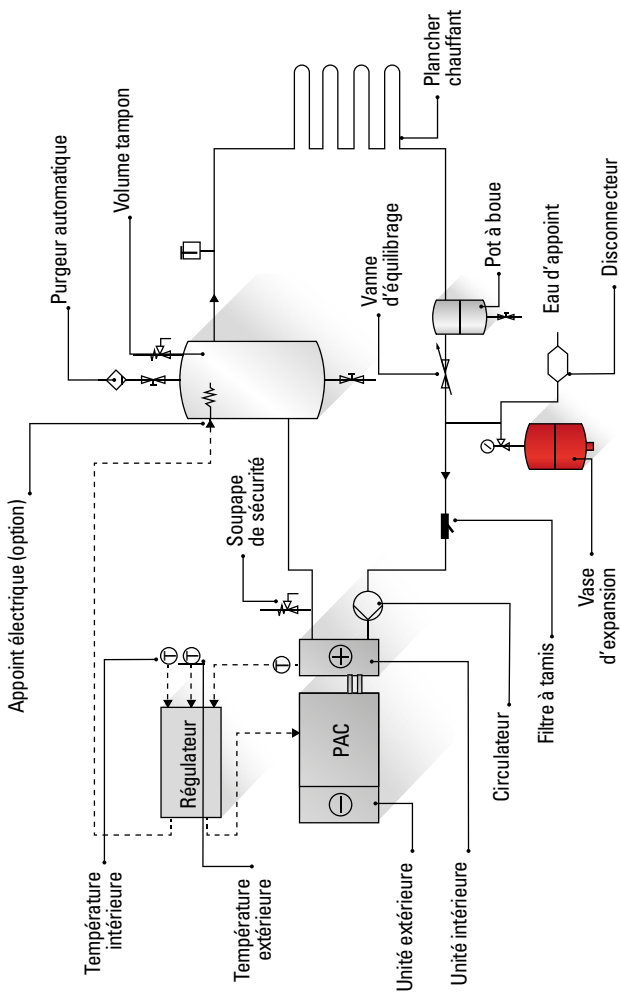 Température
intérieure
Température
extérieure
Unité extérieure
Unité intérieure
Régulateur
T
T
T
PAC
Circulateur
Filtre à tamis
Vase
d'expansion
Appoint électrique (option)
Soupape
de sécurité
Purgeur automatique
Volume tampon
Vanne
d'équilibrage
Pot à boue
Eau d'appoint
Disconnecteur
Plancher
chauffant